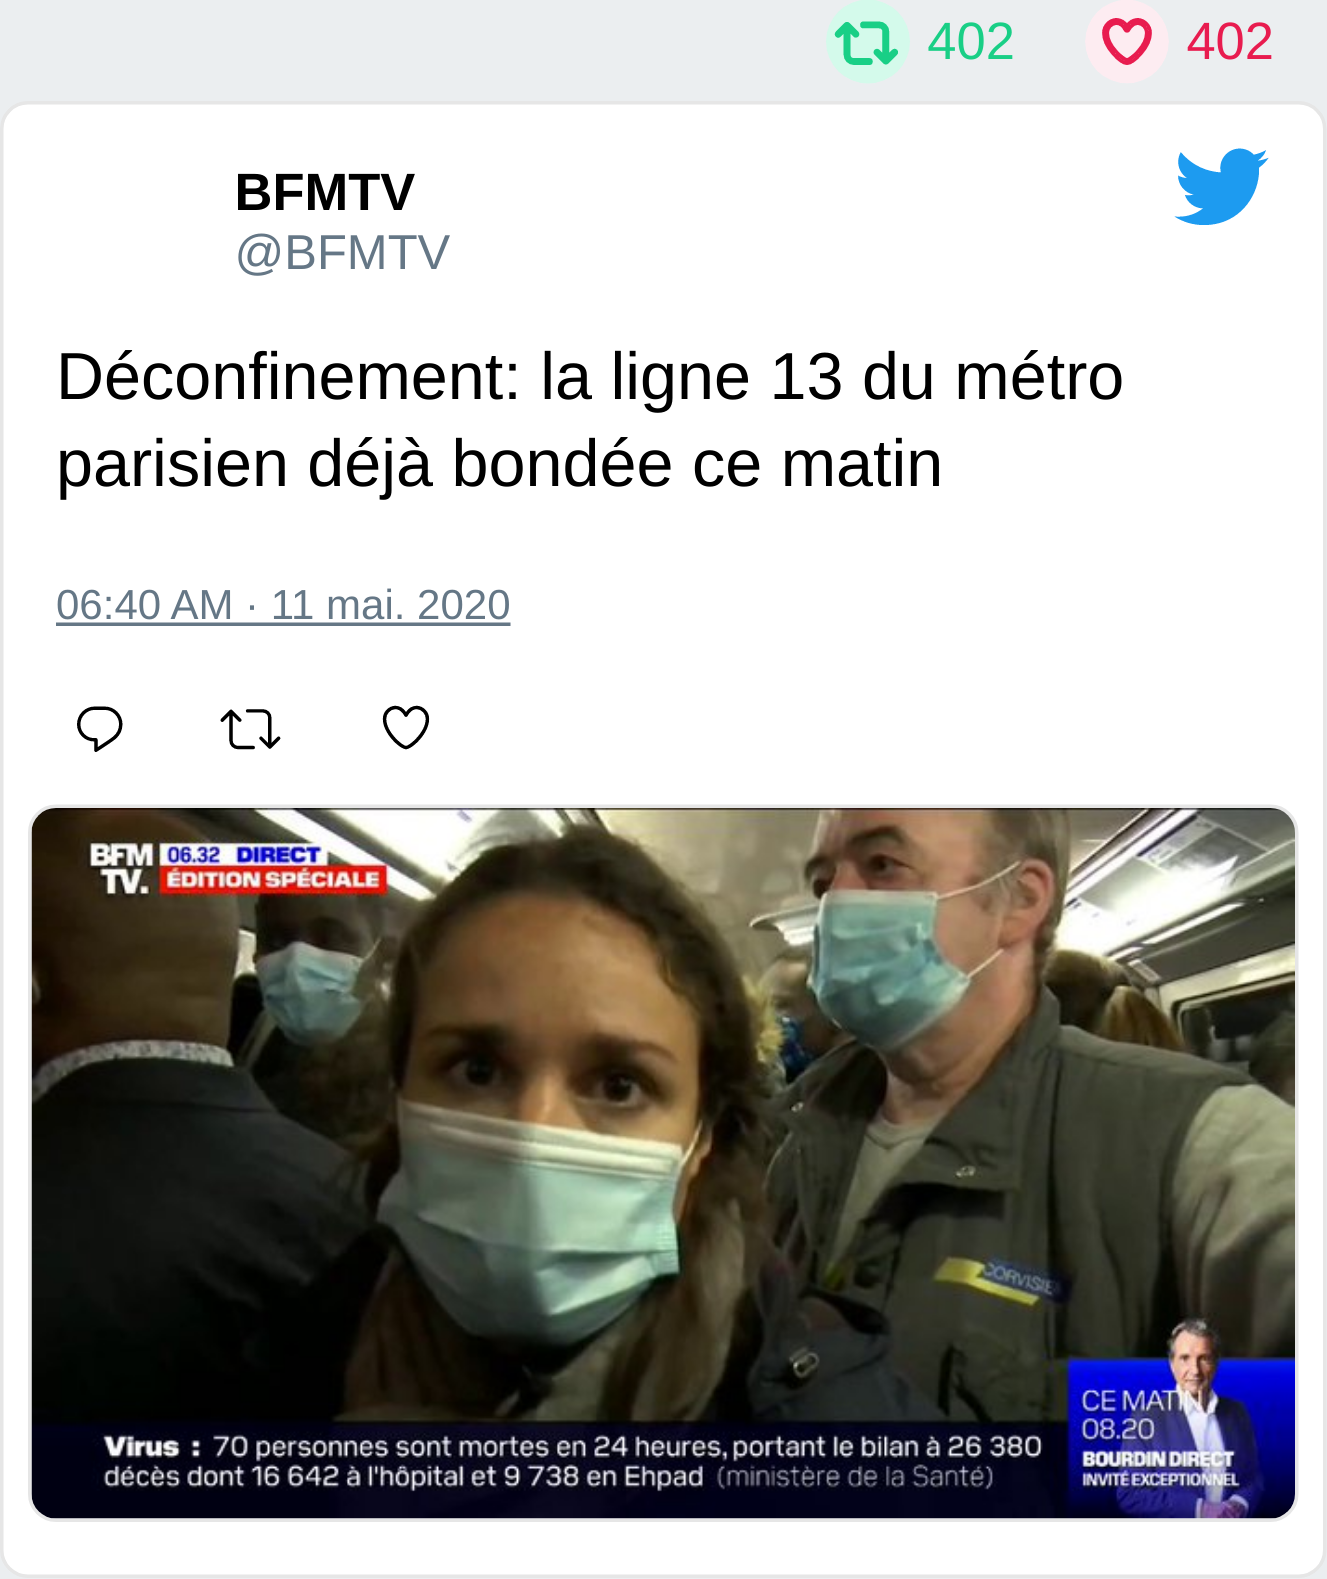 402 402
BFMTV
@BFMTV
Déconfinement: la ligne 13 du métro
parisien déjà bondée ce matin
06:40 AM · 11 mai. 2020
BFM 06.32 DIRECT
TV. ÉDITION SPÉCIALE
CORVISIE
CE MATIN
08.20
BOURDIN DIRECT
INVITÉ EXCEPTIONNEL
Virus : 70 personnes sont mortes en 24 heures, portant le bilan à 26 380
décès dont 16 642 à l'hôpital et 9 738 en Ehpad (ministère de la Santé)